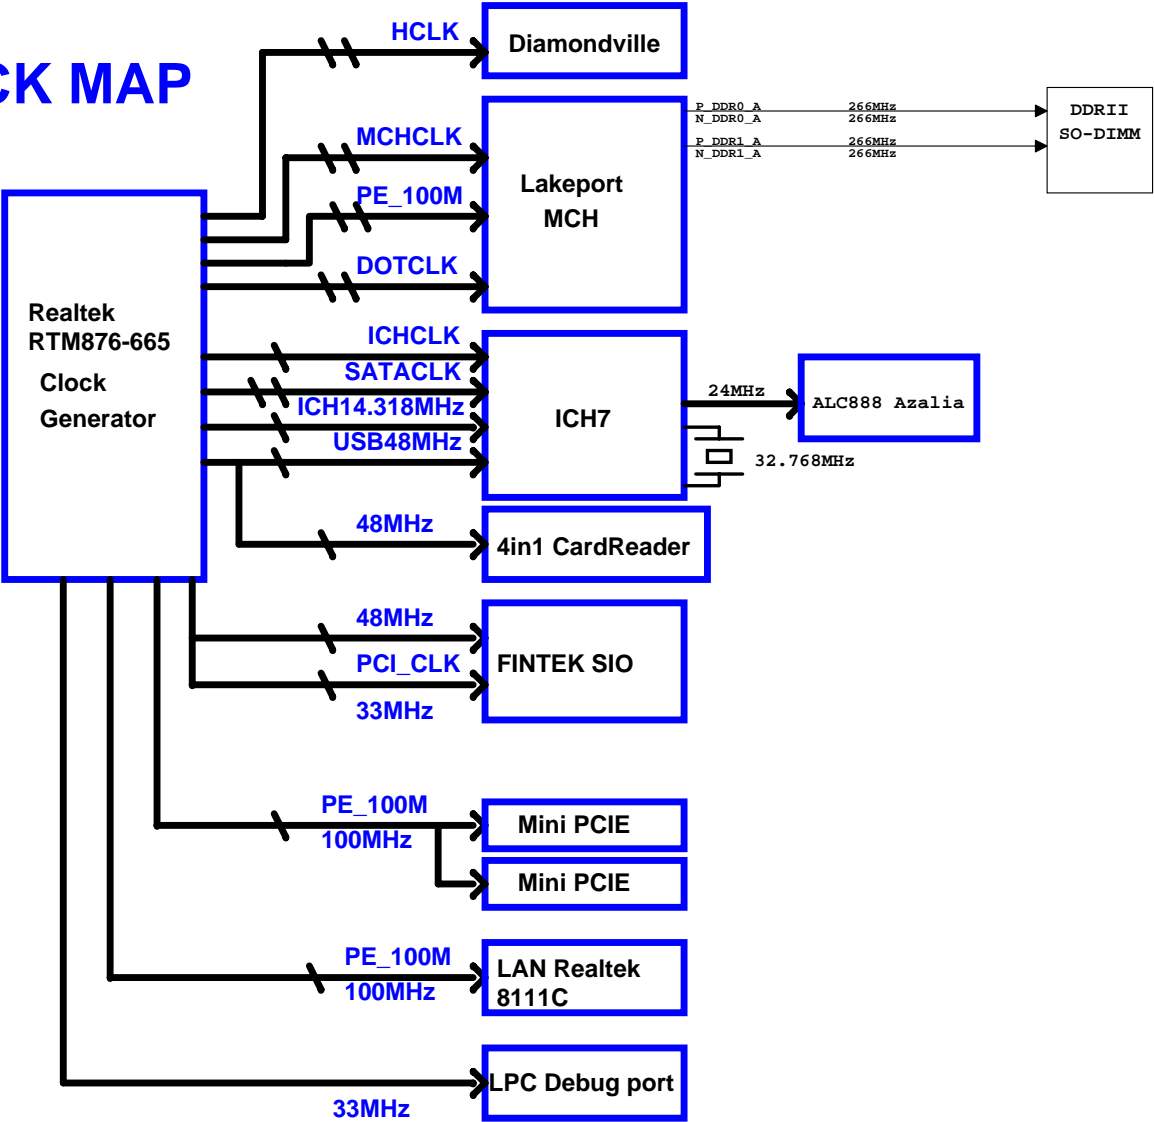 CK MAP
HCLK
Diamondville
MCHCLK
PE_100M
DOTCLK
Lakeport
MCH
P_DDR0_A 266MHz
N_DDR0_A 266MHz
P_DDR1_A 266MHz
N_DDR1_A 266MHz
DDRII
SO-DIMM
Realtek
RTM876-665
Clock
Generator
ICHCLK
SATACLK
ICH14.318MHz
USB48MHz
ICH7
24MHz
ALC888 Azalia
32.768MHz
48MHz
4in1 CardReader
48MHz
PCI_CLK
33MHz
FINTEK SIO
PE_100M
100MHz
Mini PCIE
Mini PCIE
PE_100M
100MHz
LAN Realtek
8111C
LPC Debug port
33MHz